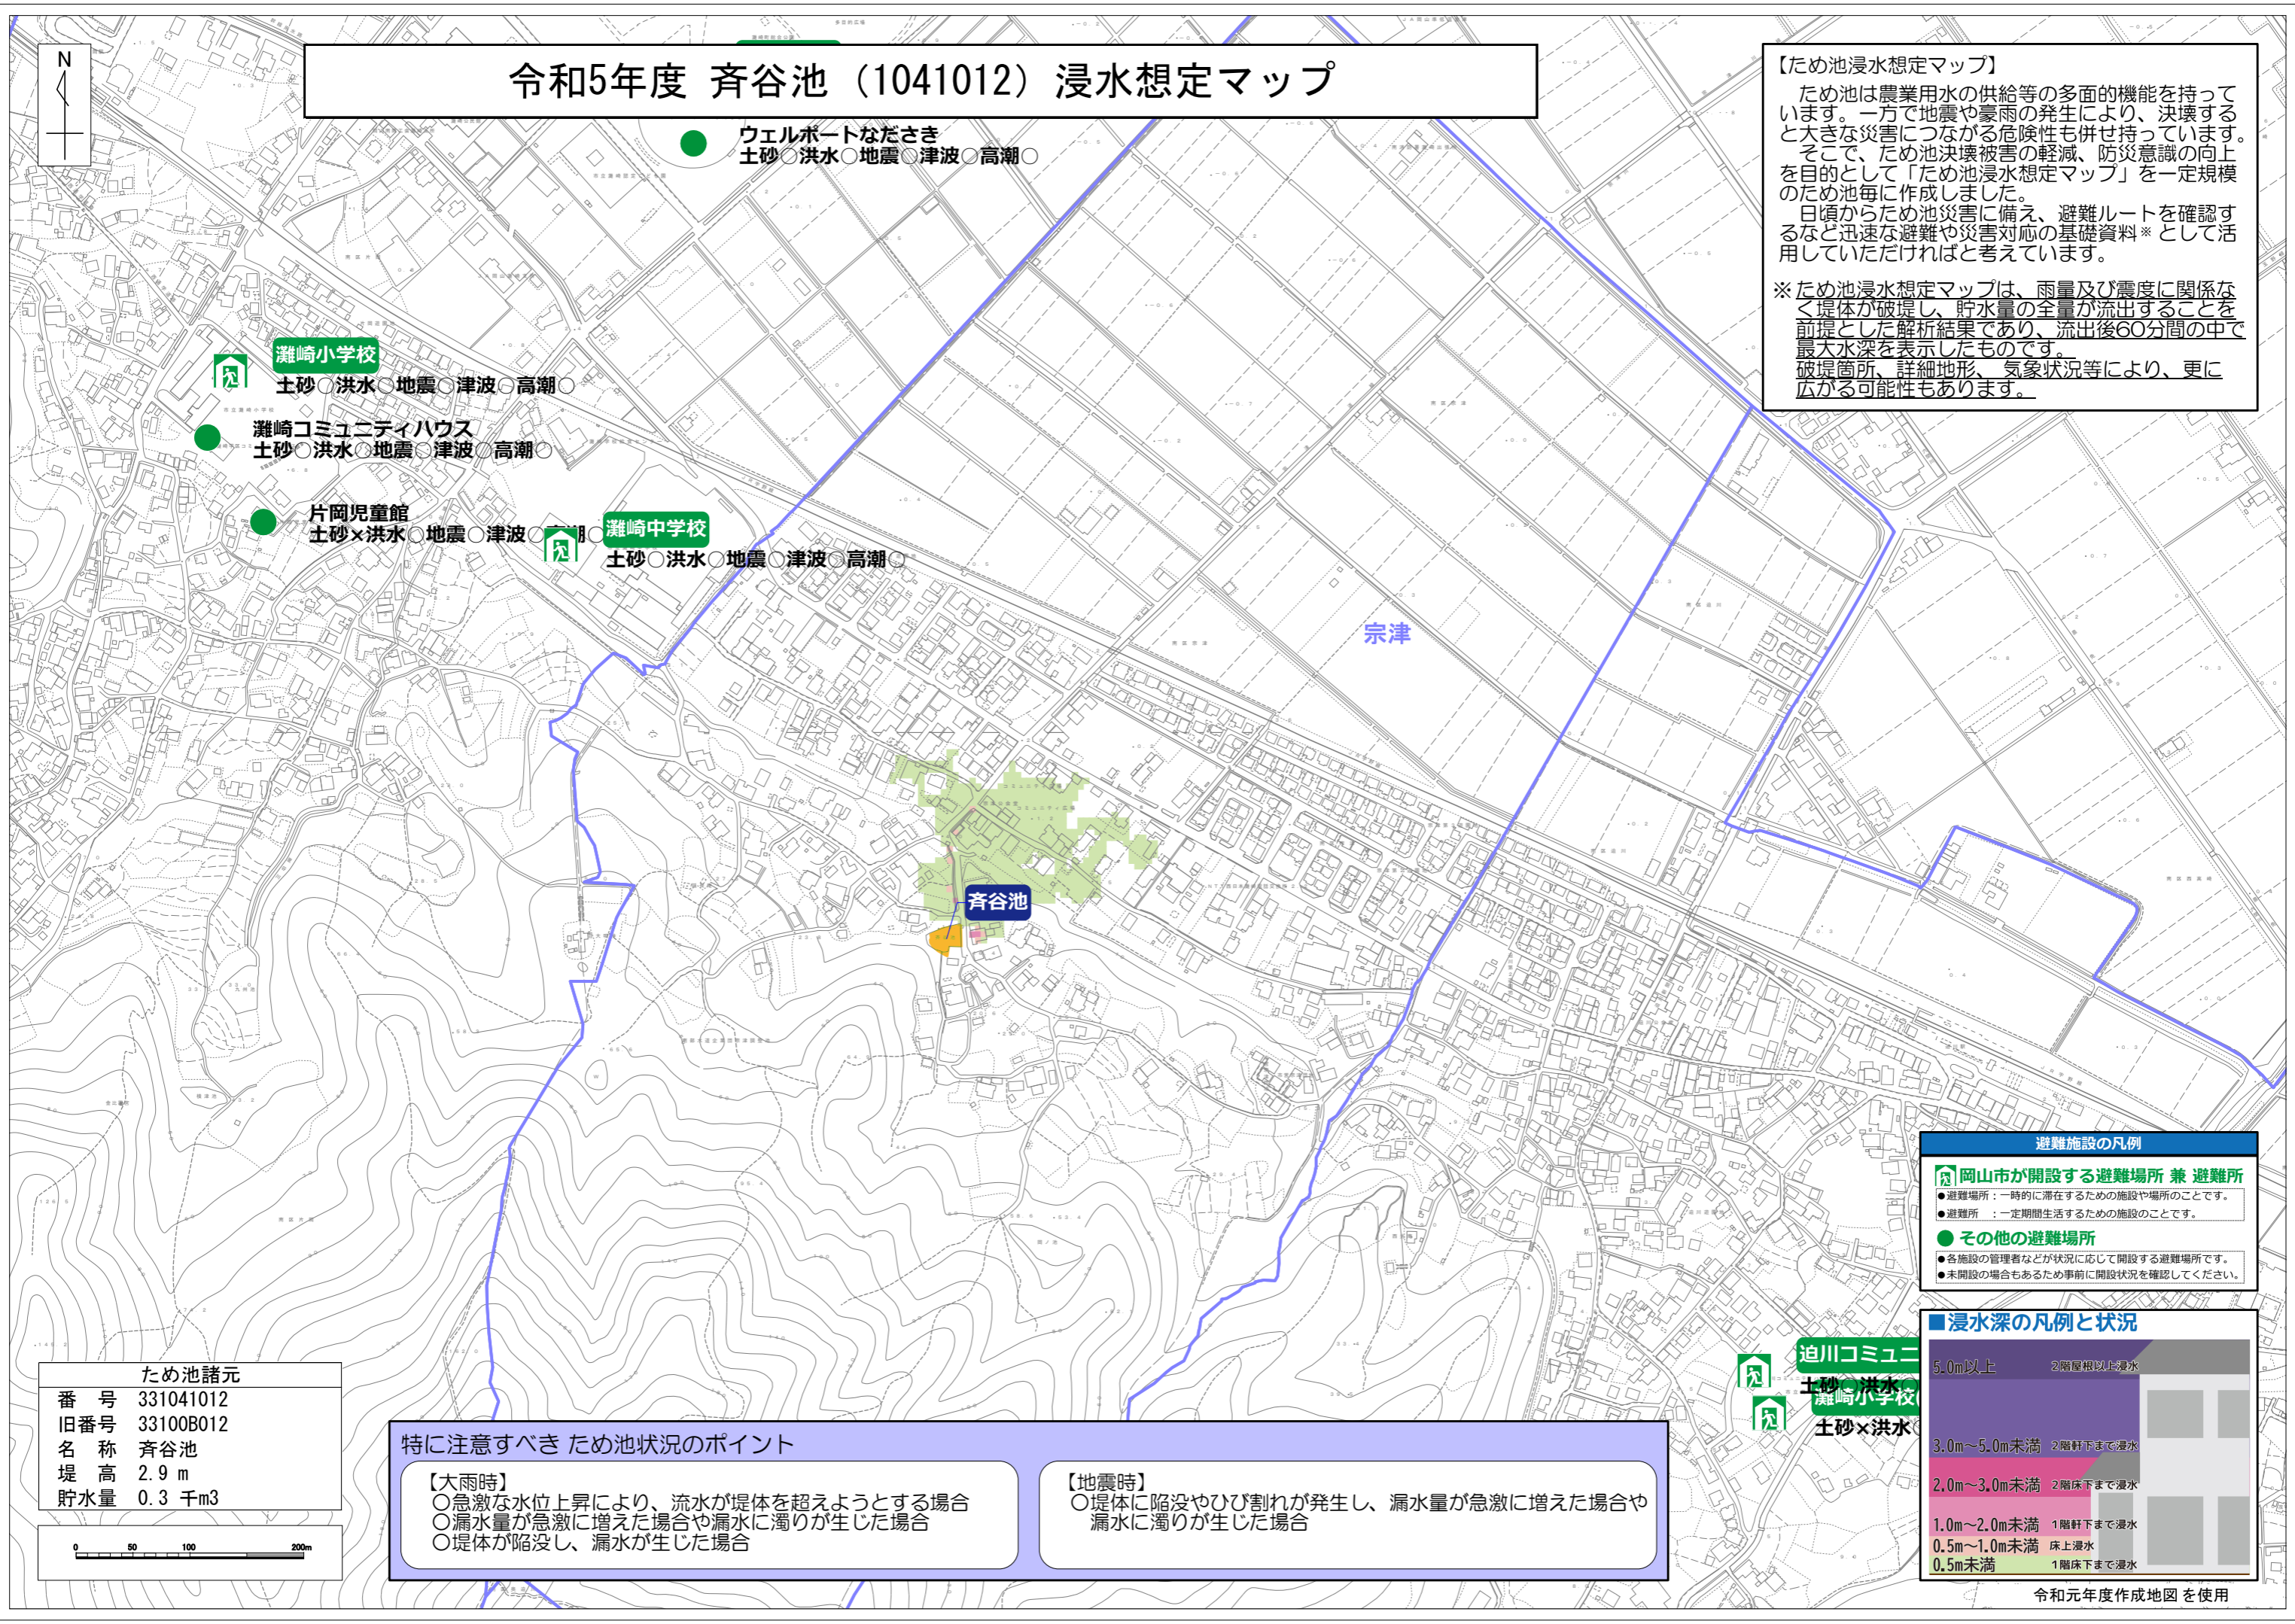 令和5年度 斉谷池（1041012）浸水想定マップ
N
【ため池浸水想定マップ】
ため池は農業用水の供給等の多面的機能を持って
います。一方で地震や豪雨の発生により、決壊する
と大きな災害につながる危険性も併せ持っています。
そこで、ため池決壊被害の軽減、防災意識の向上
を目的として「ため池浸水想定マップ」を一定規模
のため池毎に作成しました。
日頃からため池災害に備え、避難ルートを確認す
るなど迅速な避難や災害対応の基礎資料※として活
用していただければと考えています。
※ため池浸水想定マップは、雨量及び震度に関係な
く堤体が破堤し、貯水量の全量が流出することを
前提とした解析結果であり、流出後60分間の中で
最大水深を表示したものです。
破堤箇所、詳細地形、気象状況等により、更に
広がる可能性もあります。
ウェルポートなださき
土砂○洪水○地震○津波○高潮○
灘崎小学校
土砂○洪水○地震○津波○高潮○
灘崎コミュニティハウス
土砂○洪水○地震○津波○高潮○
片岡児童館
土砂×洪水○地震○津波○高潮○
灘崎中学校
土砂○洪水○地震○津波○高潮○
宗津
斉谷池
迫川コミュニ
土砂○洪水○
灘崎小学校(
土砂×洪水○
避難施設の凡例
岡山市が開設する避難場所 兼 避難所
●避難場所：一時的に滞在するための施設や場所のことです。
●避難所 ：一定期間生活するための施設のことです。
●その他の避難場所
●各施設の管理者などが状況に応じて開設する避難場所です。
●未開設の場合もあるため事前に開設状況を確認してください。
■浸水深の凡例と状況
5.0m以上 2階屋根以上浸水
3.0m～5.0m未満 2階軒下まで浸水
2.0m～3.0m未満 2階床下まで浸水
1.0m～2.0m未満 1階軒下まで浸水
0.5m～1.0m未満 床上浸水
0.5m未満 1階床下まで浸水
令和元年度作成地図を使用
ため池諸元
番 号 331041012
旧番号 33100B012
名 称 斉谷池
堤 高 2.9 m
貯水量 0.3 千m3
0 50 100 200m
特に注意すべき ため池状況のポイント
【大雨時】
○急激な水位上昇により、流水が堤体を超えようとする場合
○漏水量が急激に増えた場合や漏水に濁りが生じた場合
○堤体が陥没し、漏水が生じた場合
【地震時】
○堤体に陥没やひび割れが発生し、漏水量が急激に増えた場合や
漏水に濁りが生じた場合